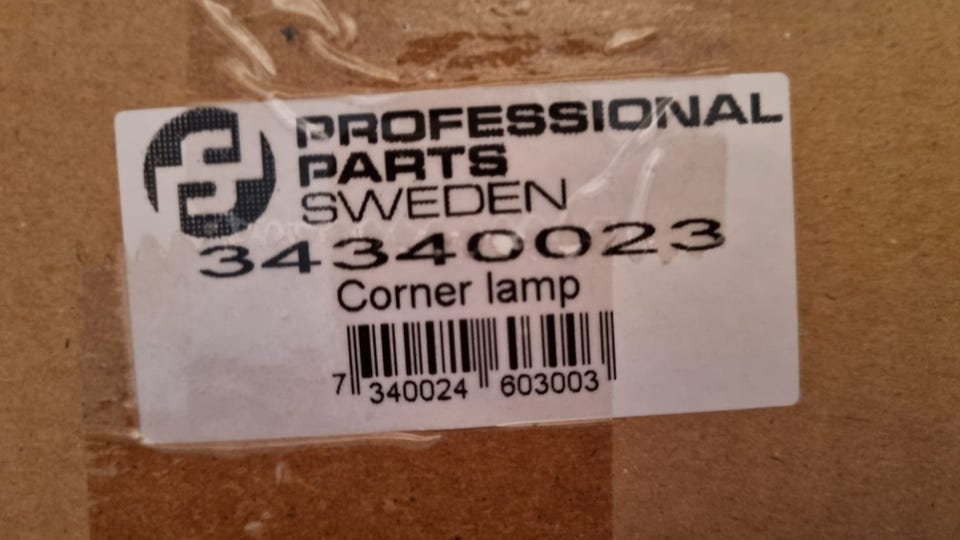 PROFESSIONAL
PARTS
SWEDEN
34340023
Corner lamp
7 340024 603003